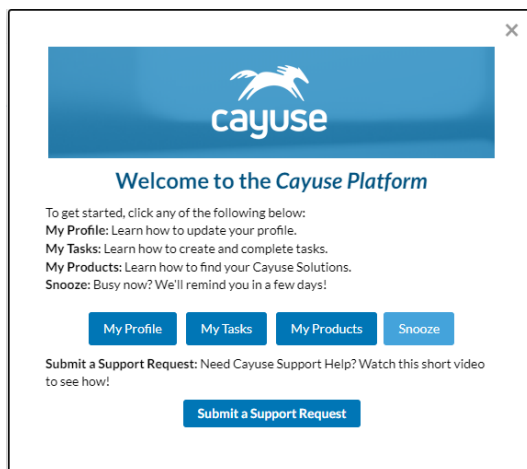 cayuse
Welcome to the Cayuse Platform
To get started, click any of the following below:
My Profile: Learn how to update your profile.
My Tasks: Learn how to create and complete tasks.
My Products: Learn how to find your Cayuse Solutions.
Snooze: Busy now? We'll remind you in a few days!
My Profile My Tasks My Products Snooze
Submit a Support Request: Need Cayuse Support Help? Watch this short video
to see how!
Submit a Support Request